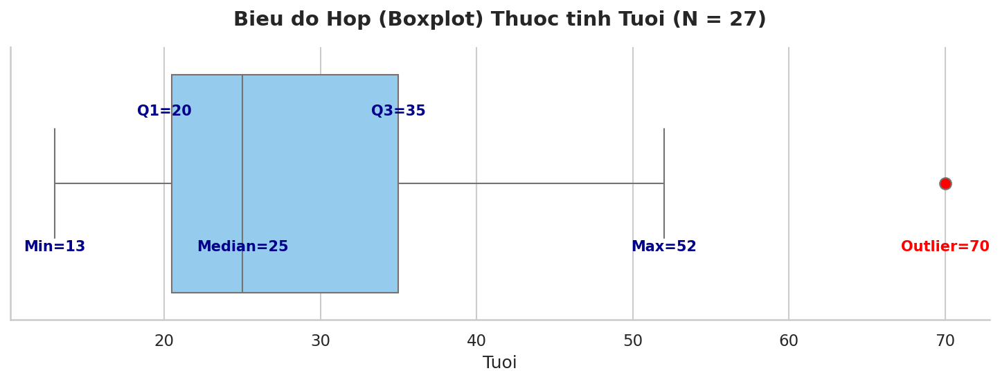 Bieu do Hop (Boxplot) Thuoc tinh Tuoi (N = 27)
Q1=20
Q3=35
Min=13
Median=25
Max=52
Outlier=70
20
30
40
50
60
70
Tuoi